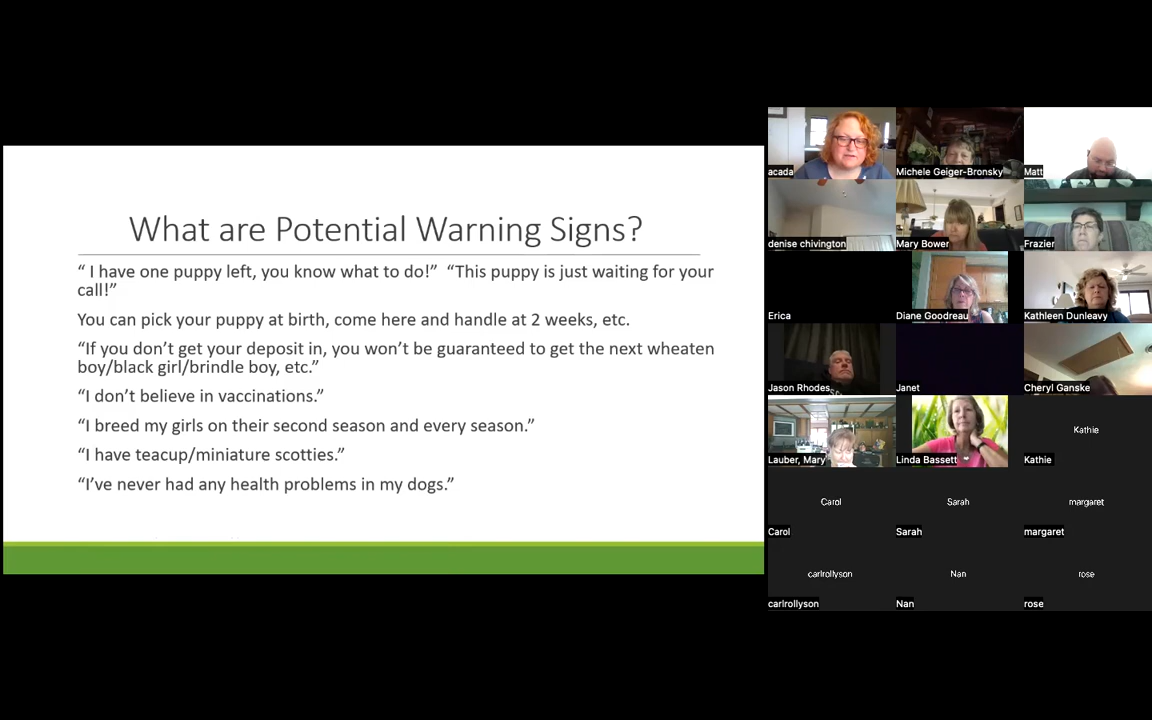 What are Potential Warning Signs?
“ I have one puppy left, you know what to do!”  “This puppy is just waiting for your
call!”
You can pick your puppy at birth, come here and handle at 2 weeks, etc.
“If you don’t get your deposit in, you won’t be guaranteed to get the next wheaten
boy/black girl/brindle boy, etc.”
“I don’t believe in vaccinations.”
“I breed my girls on their second season and every season.”
“I have teacup/miniature scotties.”
“I’ve never had any health problems in my dogs.”
acada
Michele Geiger-Bronsky
Matt
denise chivington
Mary Bower
Frazier
Erica
Diane Goodreau
Kathleen Dunleavy
Jason Rhodes
Janet
Cheryl Ganske
Lauber, Mary
Linda Bassett
Kathie
Kathie
Carol
Sarah
margaret
Carol
Sarah
margaret
carlrollyson
Nan
rose
carlrollyson
Nan
rose